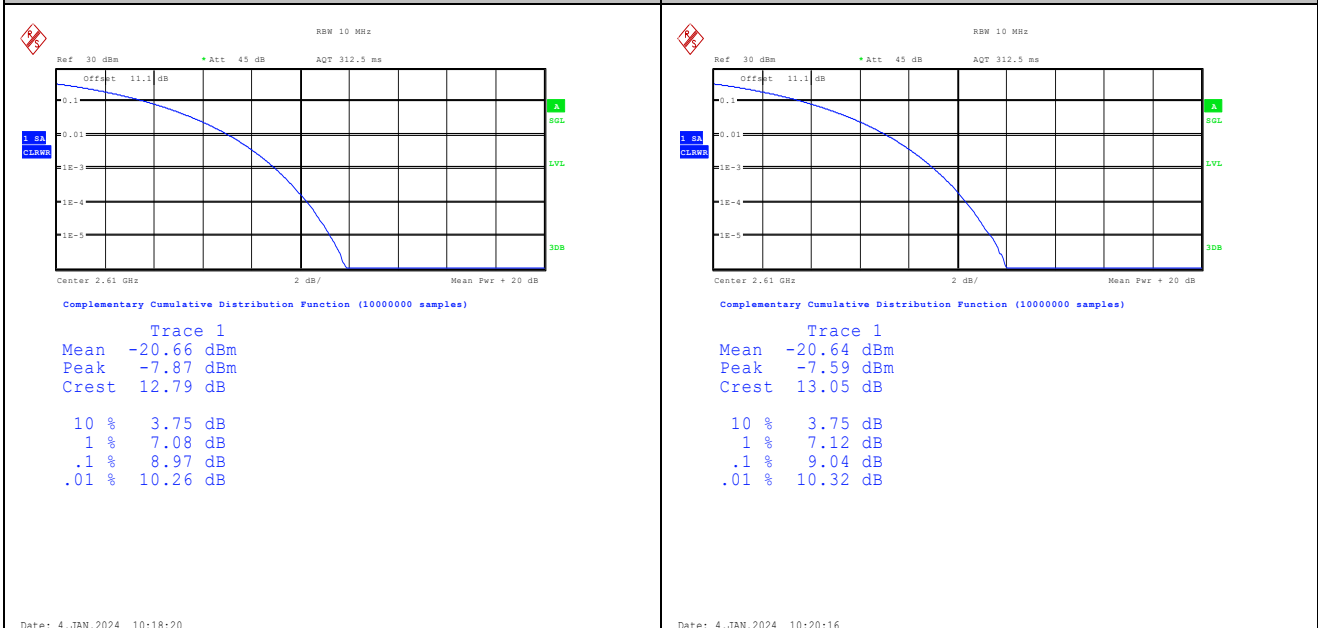 RBW 10 MHz
Ref 30 dBm * Att 45 dB AQT 312.5 ms
Offset 11.1 dB
0.1
0.01
1E-3
1E-4
1E-5
1 SA
CLRWR
A
SGL
LVL
3DB
Center 2.61 GHz 2 dB/ Mean Pwr + 20 dB
Complementary Cumulative Distribution Function (10000000 samples)
Trace 1
Mean -20.66 dBm
Peak -7.87 dBm
Crest 12.79 dB
10 % 3.75 dB
1 % 7.08 dB
.1 % 8.97 dB
.01 % 10.26 dB
Date: 4.JAN.2024 10:18:20
RBW 10 MHz
Ref 30 dBm * Att 45 dB AQT 312.5 ms
Offset 11.1 dB
0.1
0.01
1E-3
1E-4
1E-5
1 SA
CLRWR
A
SGL
LVL
3DB
Center 2.61 GHz 2 dB/ Mean Pwr + 20 dB
Complementary Cumulative Distribution Function (10000000 samples)
Trace 1
Mean -20.64 dBm
Peak -7.59 dBm
Crest 13.05 dB
10 % 3.75 dB
1 % 7.12 dB
.1 % 9.04 dB
.01 % 10.32 dB
Date: 4.JAN.2024 10:20:16